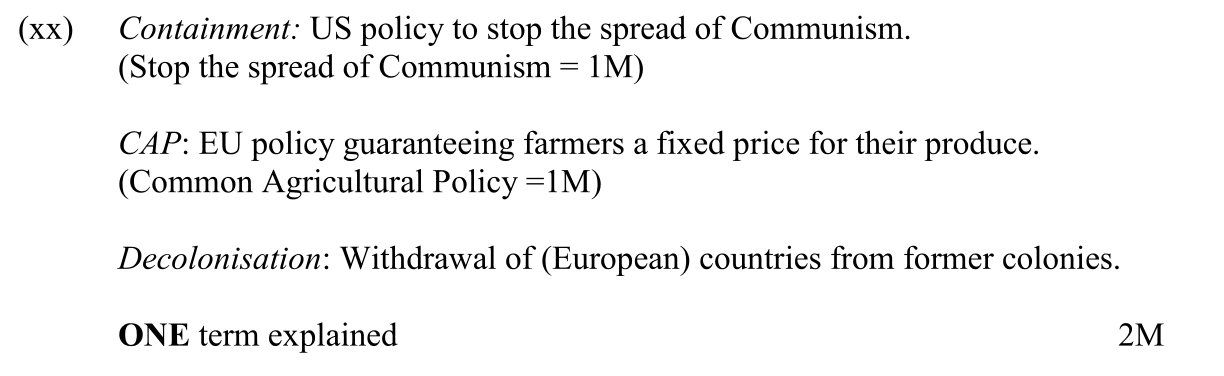 (xx) Containment: US policy to stop the spread of Communism.
(Stop the spread of Communism = 1M)
CAP: EU policy guaranteeing farmers a fixed price for their produce.
(Common Agricultural Policy =1M)
Decolonisation: Withdrawal of (European) countries from former colonies.
ONE term explained 2M